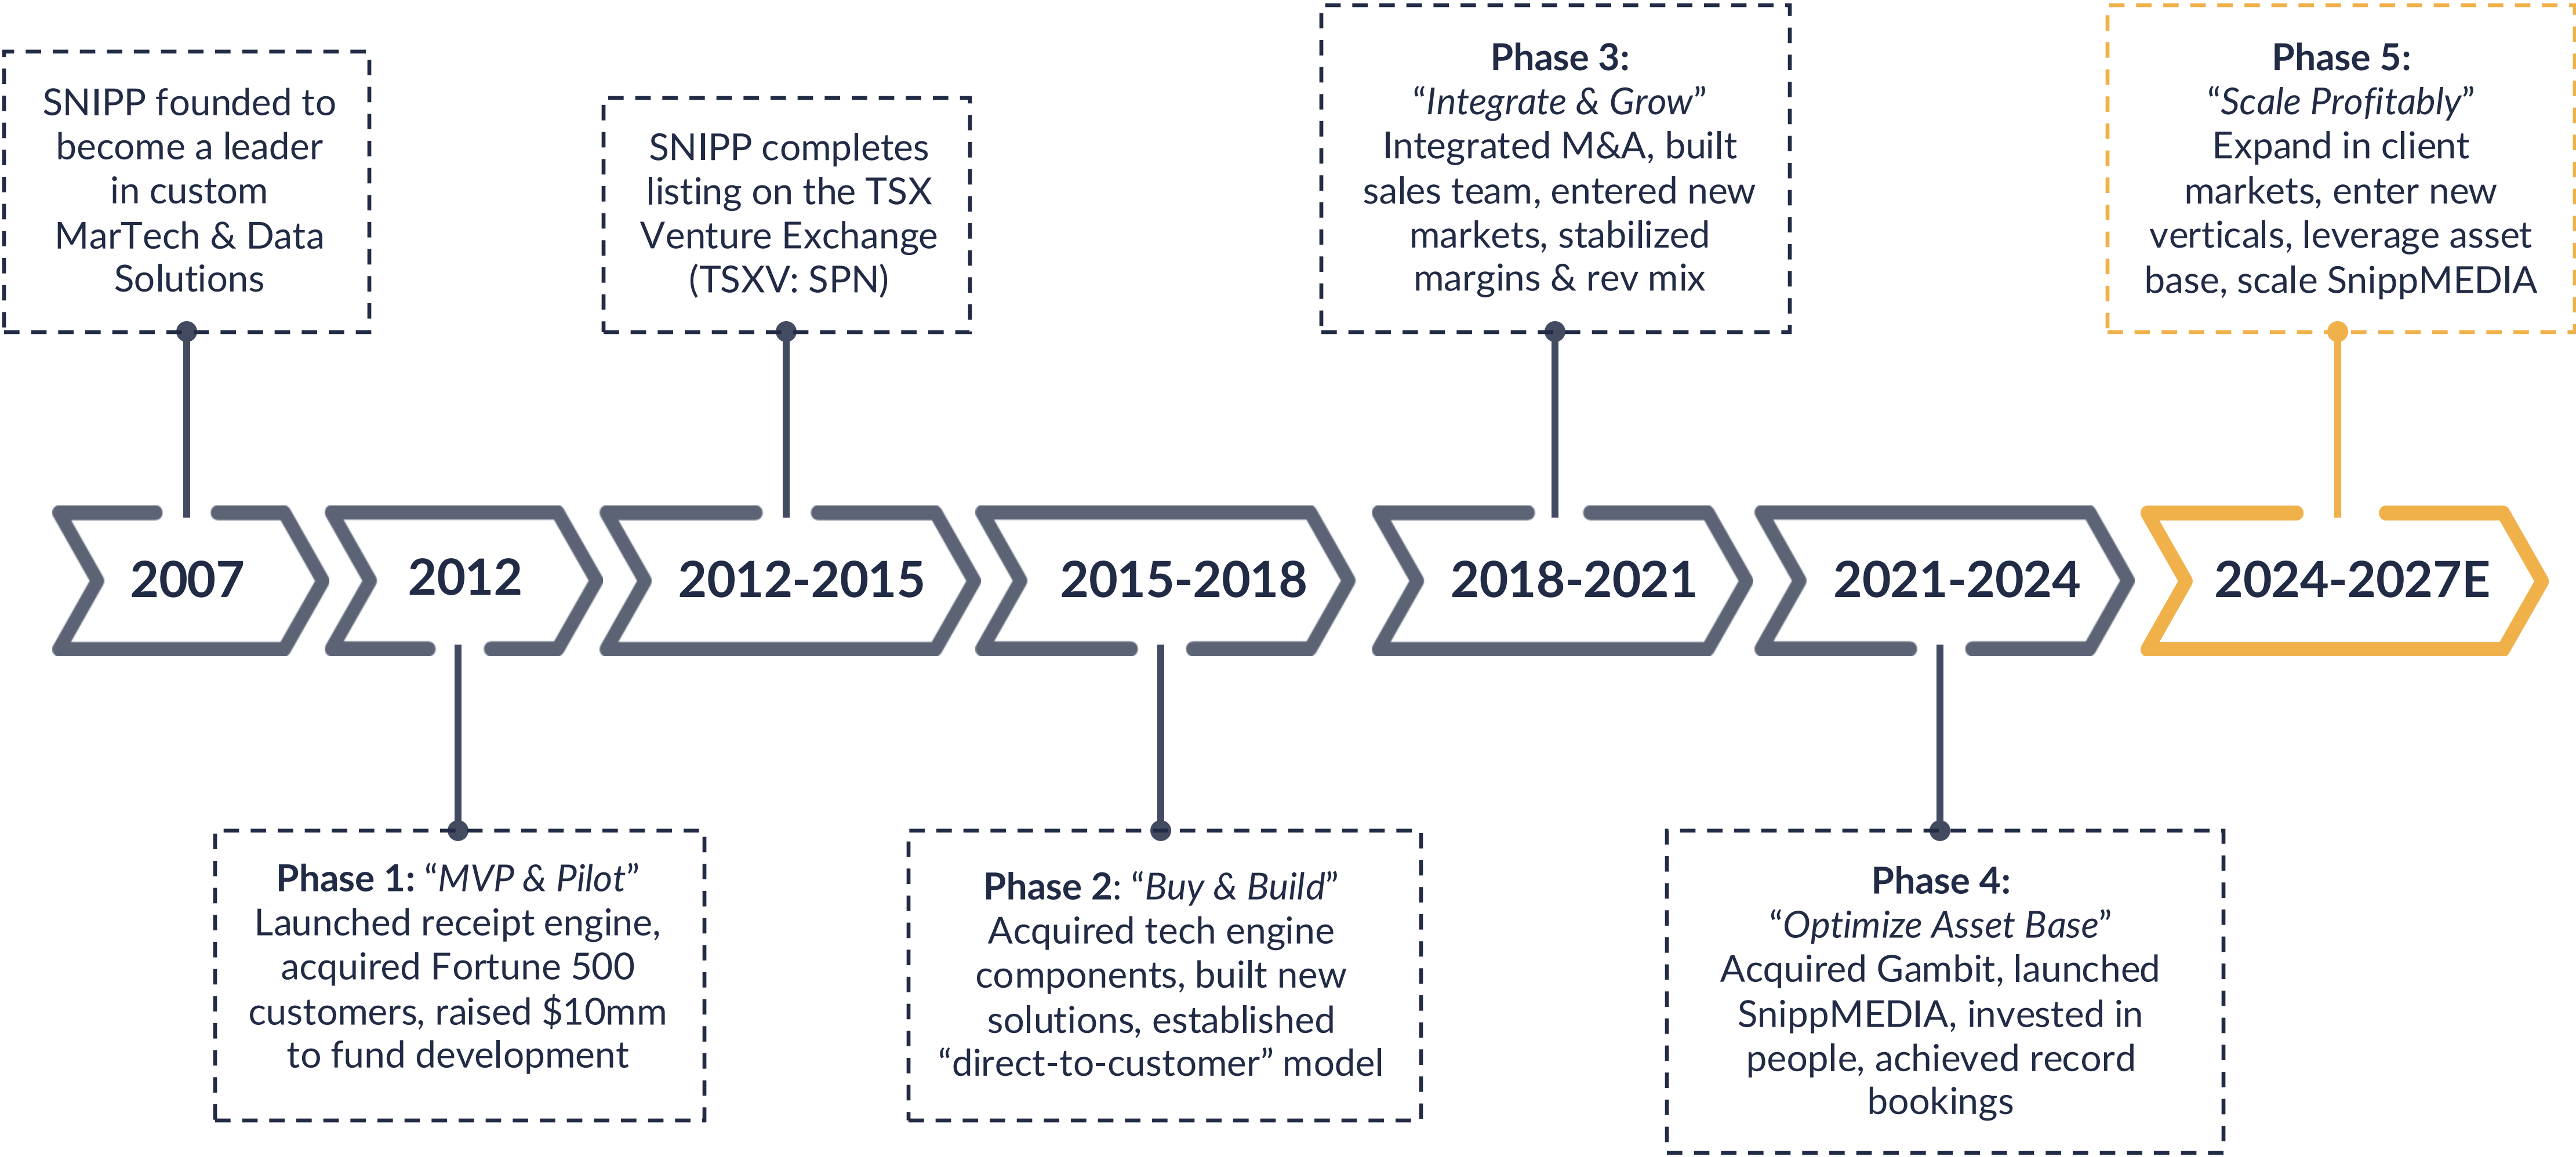 SNIPP founded to
become a leader
in custom
MarTech & Data
Solutions
SNIPP completes
listing on the TSX
Venture Exchange
(TSXV: SPN)
Phase 3:
“Integrate & Grow”
Integrated M&A, built
sales team, entered new
markets, stabilized
margins & rev mix
Phase 5:
“Scale Profitably”
Expand in client
markets, enter new
verticals, leverage asset
base, scale SnippMEDIA
2007
2012
2012-2015
2015-2018
2018-2021
2021-2024
2024-2027E
Phase 1: “MVP & Pilot”
Launched receipt engine,
acquired Fortune 500
customers, raised $10mm
to fund development
Phase 2: “Buy & Build”
Acquired tech engine
components, built new
solutions, established
“direct-to-customer” model
Phase 4:
“Optimize Asset Base”
Acquired Gambit, launched
SnippMEDIA, invested in
people, achieved record
bookings